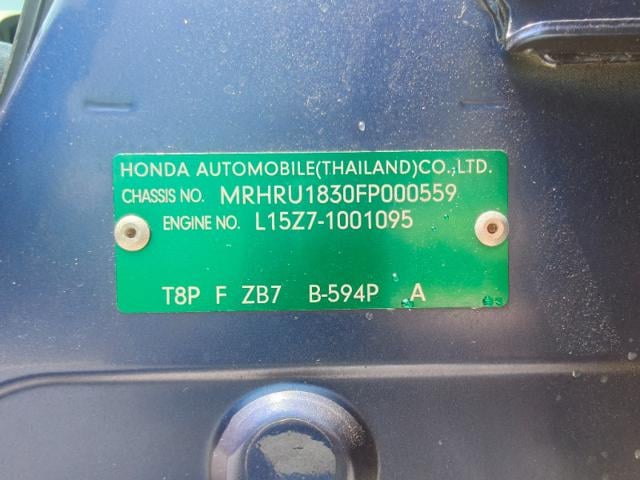 HONDA AUTOMOBILE(THAILAND)CO.,LTD.
CHASSIS NO. MRHRU1830FP000559
ENGINE NO. L15Z7-1001095
T8P F ZB7 B-594P A